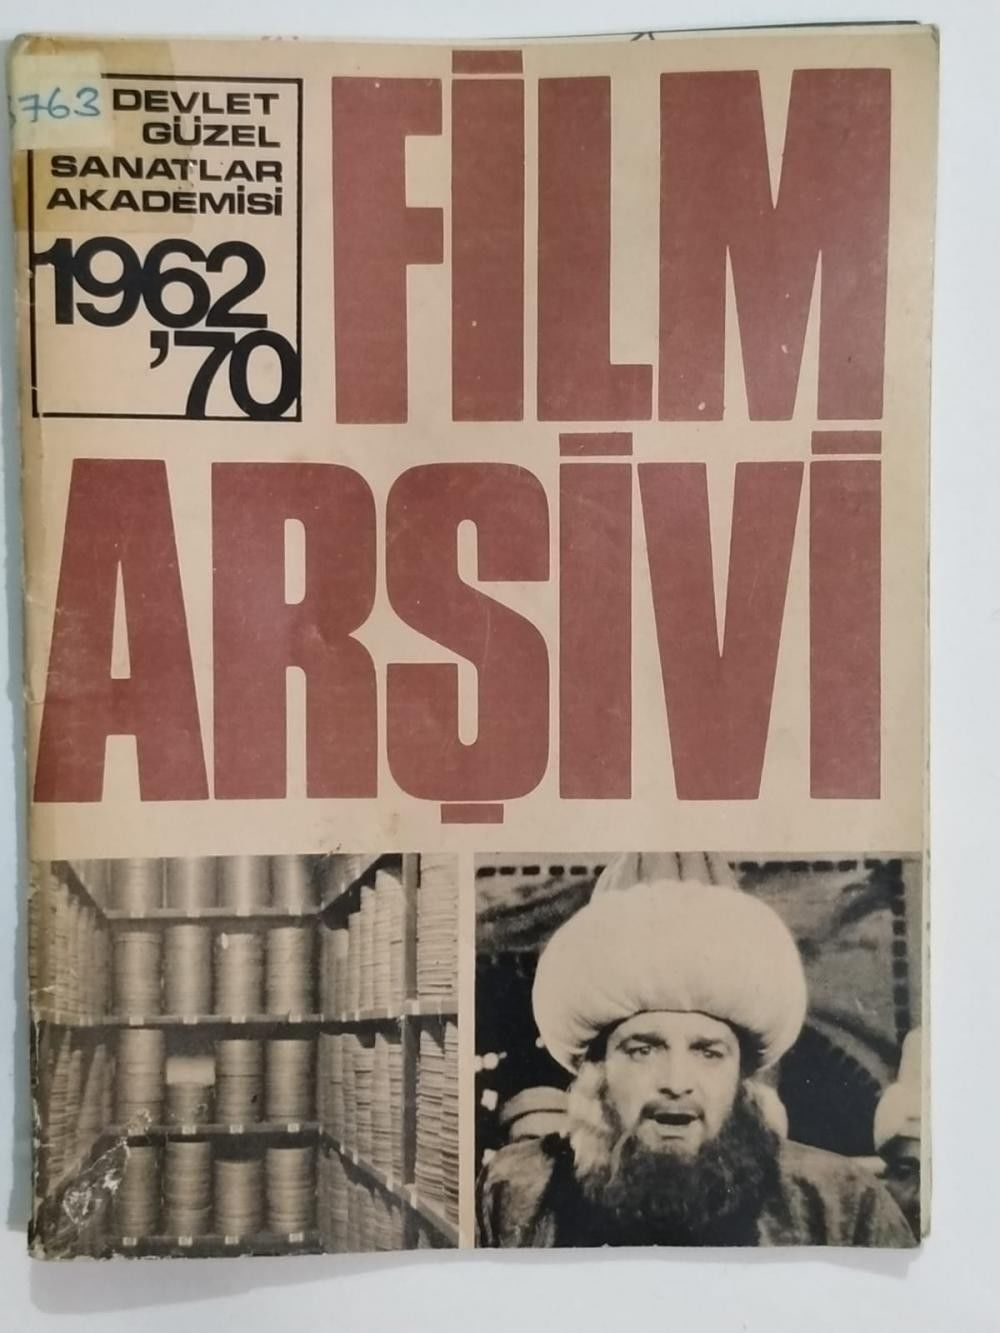 763
DEVLET
GÜZEL
SANATLAR
AKADEMİSİ
1962
'70
FİLM
ARŞİVİ